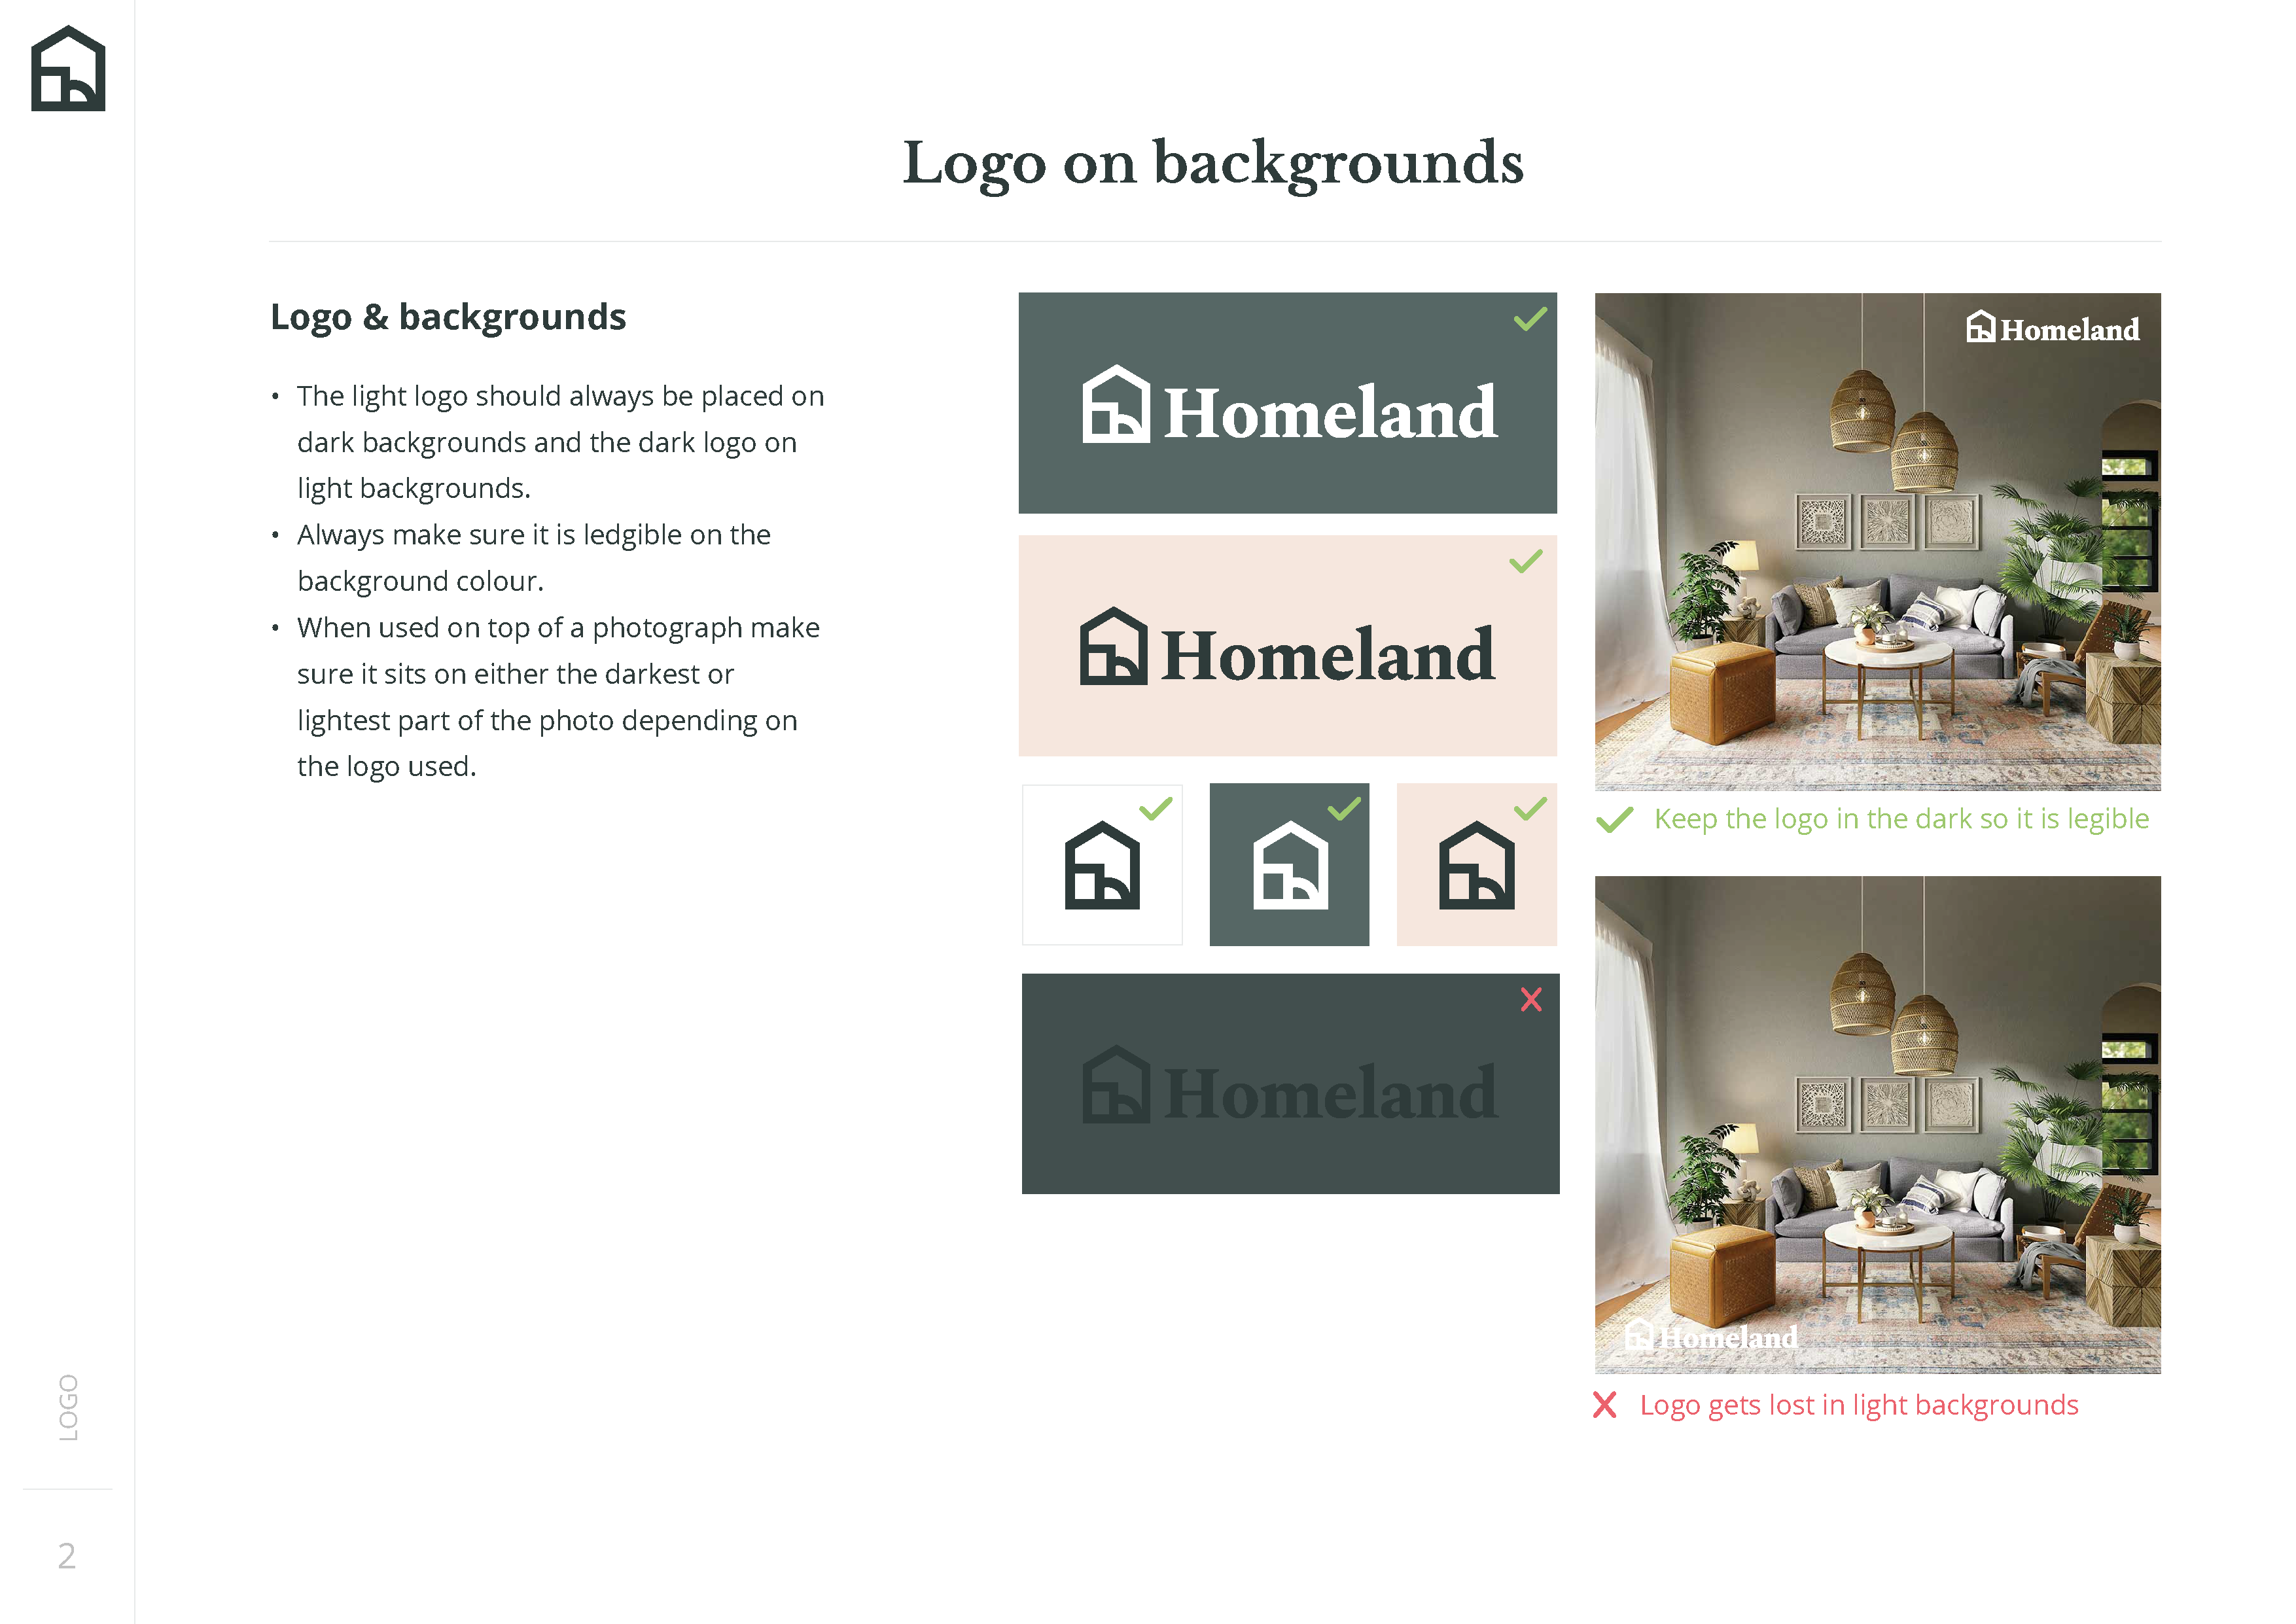 Logo on backgrounds
Logo & backgrounds
• The light logo should always be placed on
dark backgrounds and the dark logo on
light backgrounds.
• Always make sure it is ledgible on the
background colour.
• When used on top of a photograph make
sure it sits on either the darkest or
lightest part of the photo depending on
the logo used.
Homeland
Homeland
Homeland
Homeland
Keep the logo in the dark so it is legible
Homeland
Logo gets lost in light backgrounds
LOGO
2